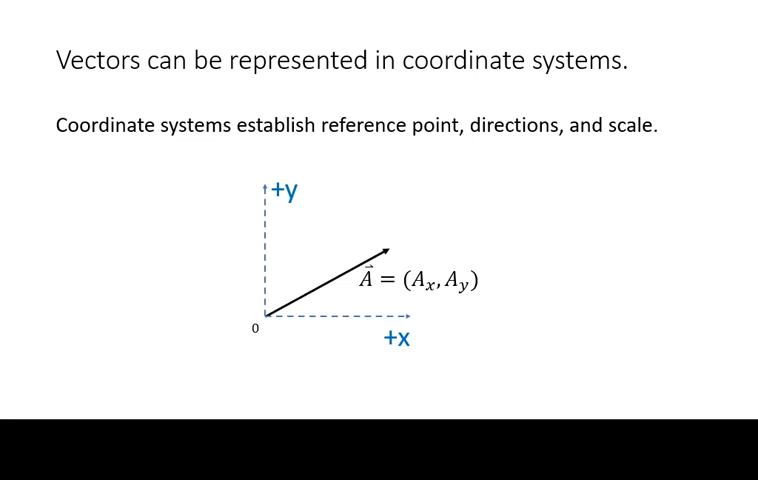 Vectors can be represented in coordinate systems.
Coordinate systems establish reference point, directions, and scale.
+y
A⃗ = (Aₓ, Aᵧ)
0
+x